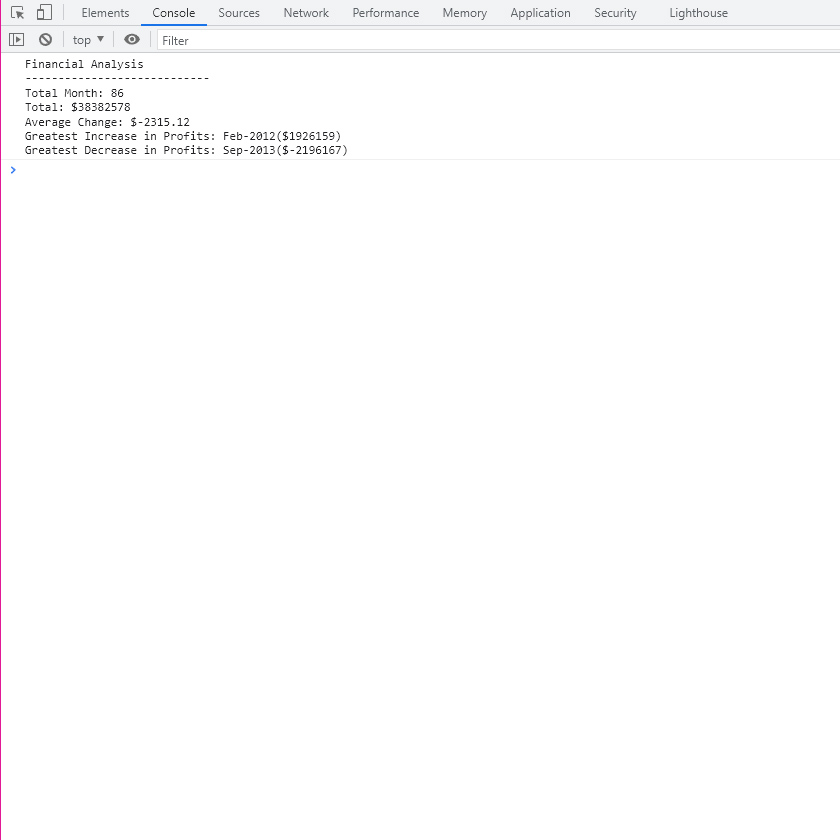 Elements Console Sources Network Performance Memory Application Security Lighthouse
top Filter
Financial Analysis
----------------------------
Total Month: 86
Total: $38382578
Average Change: $-2315.12
Greatest Increase in Profits: Feb-2012($1926159)
Greatest Decrease in Profits: Sep-2013($-2196167)